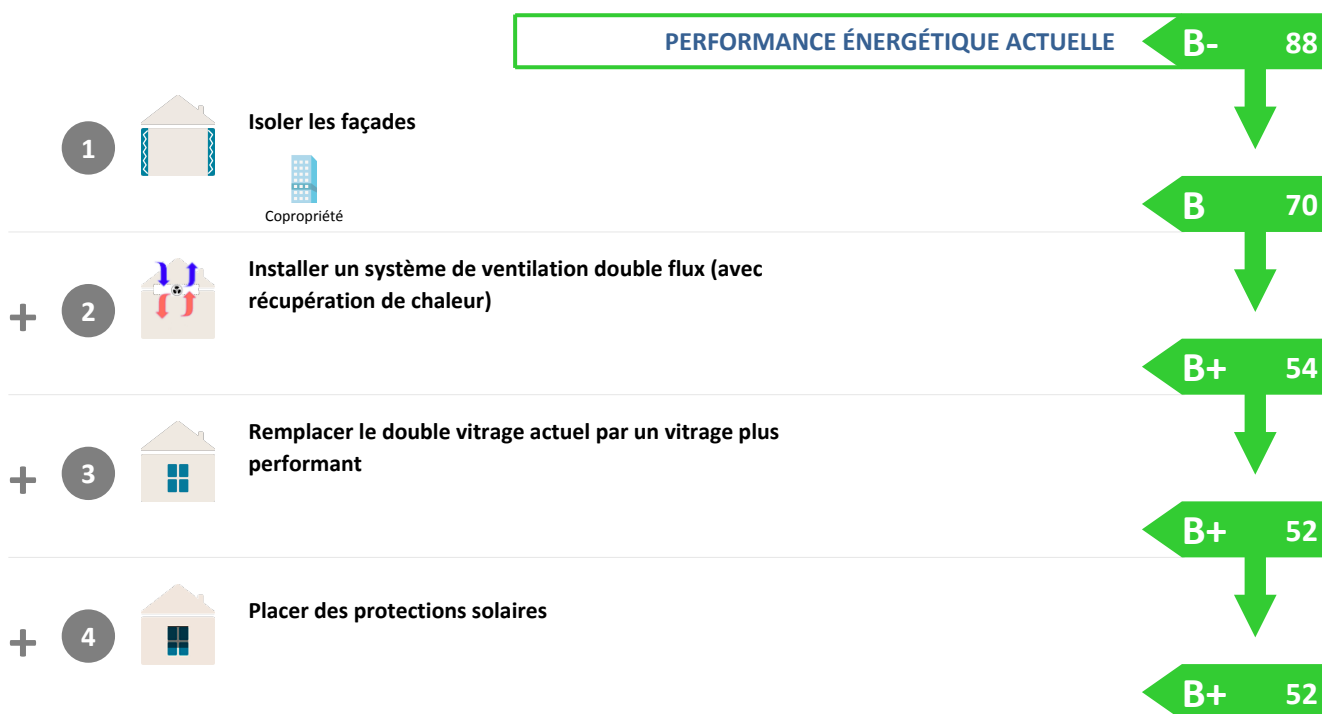 PERFORMANCE ÉNERGÉTIQUE ACTUELLE B- 88
1 Isoler les façades
Copropriété
B 70
+ 2 Installer un système de ventilation double flux (avec
récupération de chaleur)
B+ 54
+ 3 Remplacer le double vitrage actuel par un vitrage plus
performant
B+ 52
+ 4 Placer des protections solaires
B+ 52